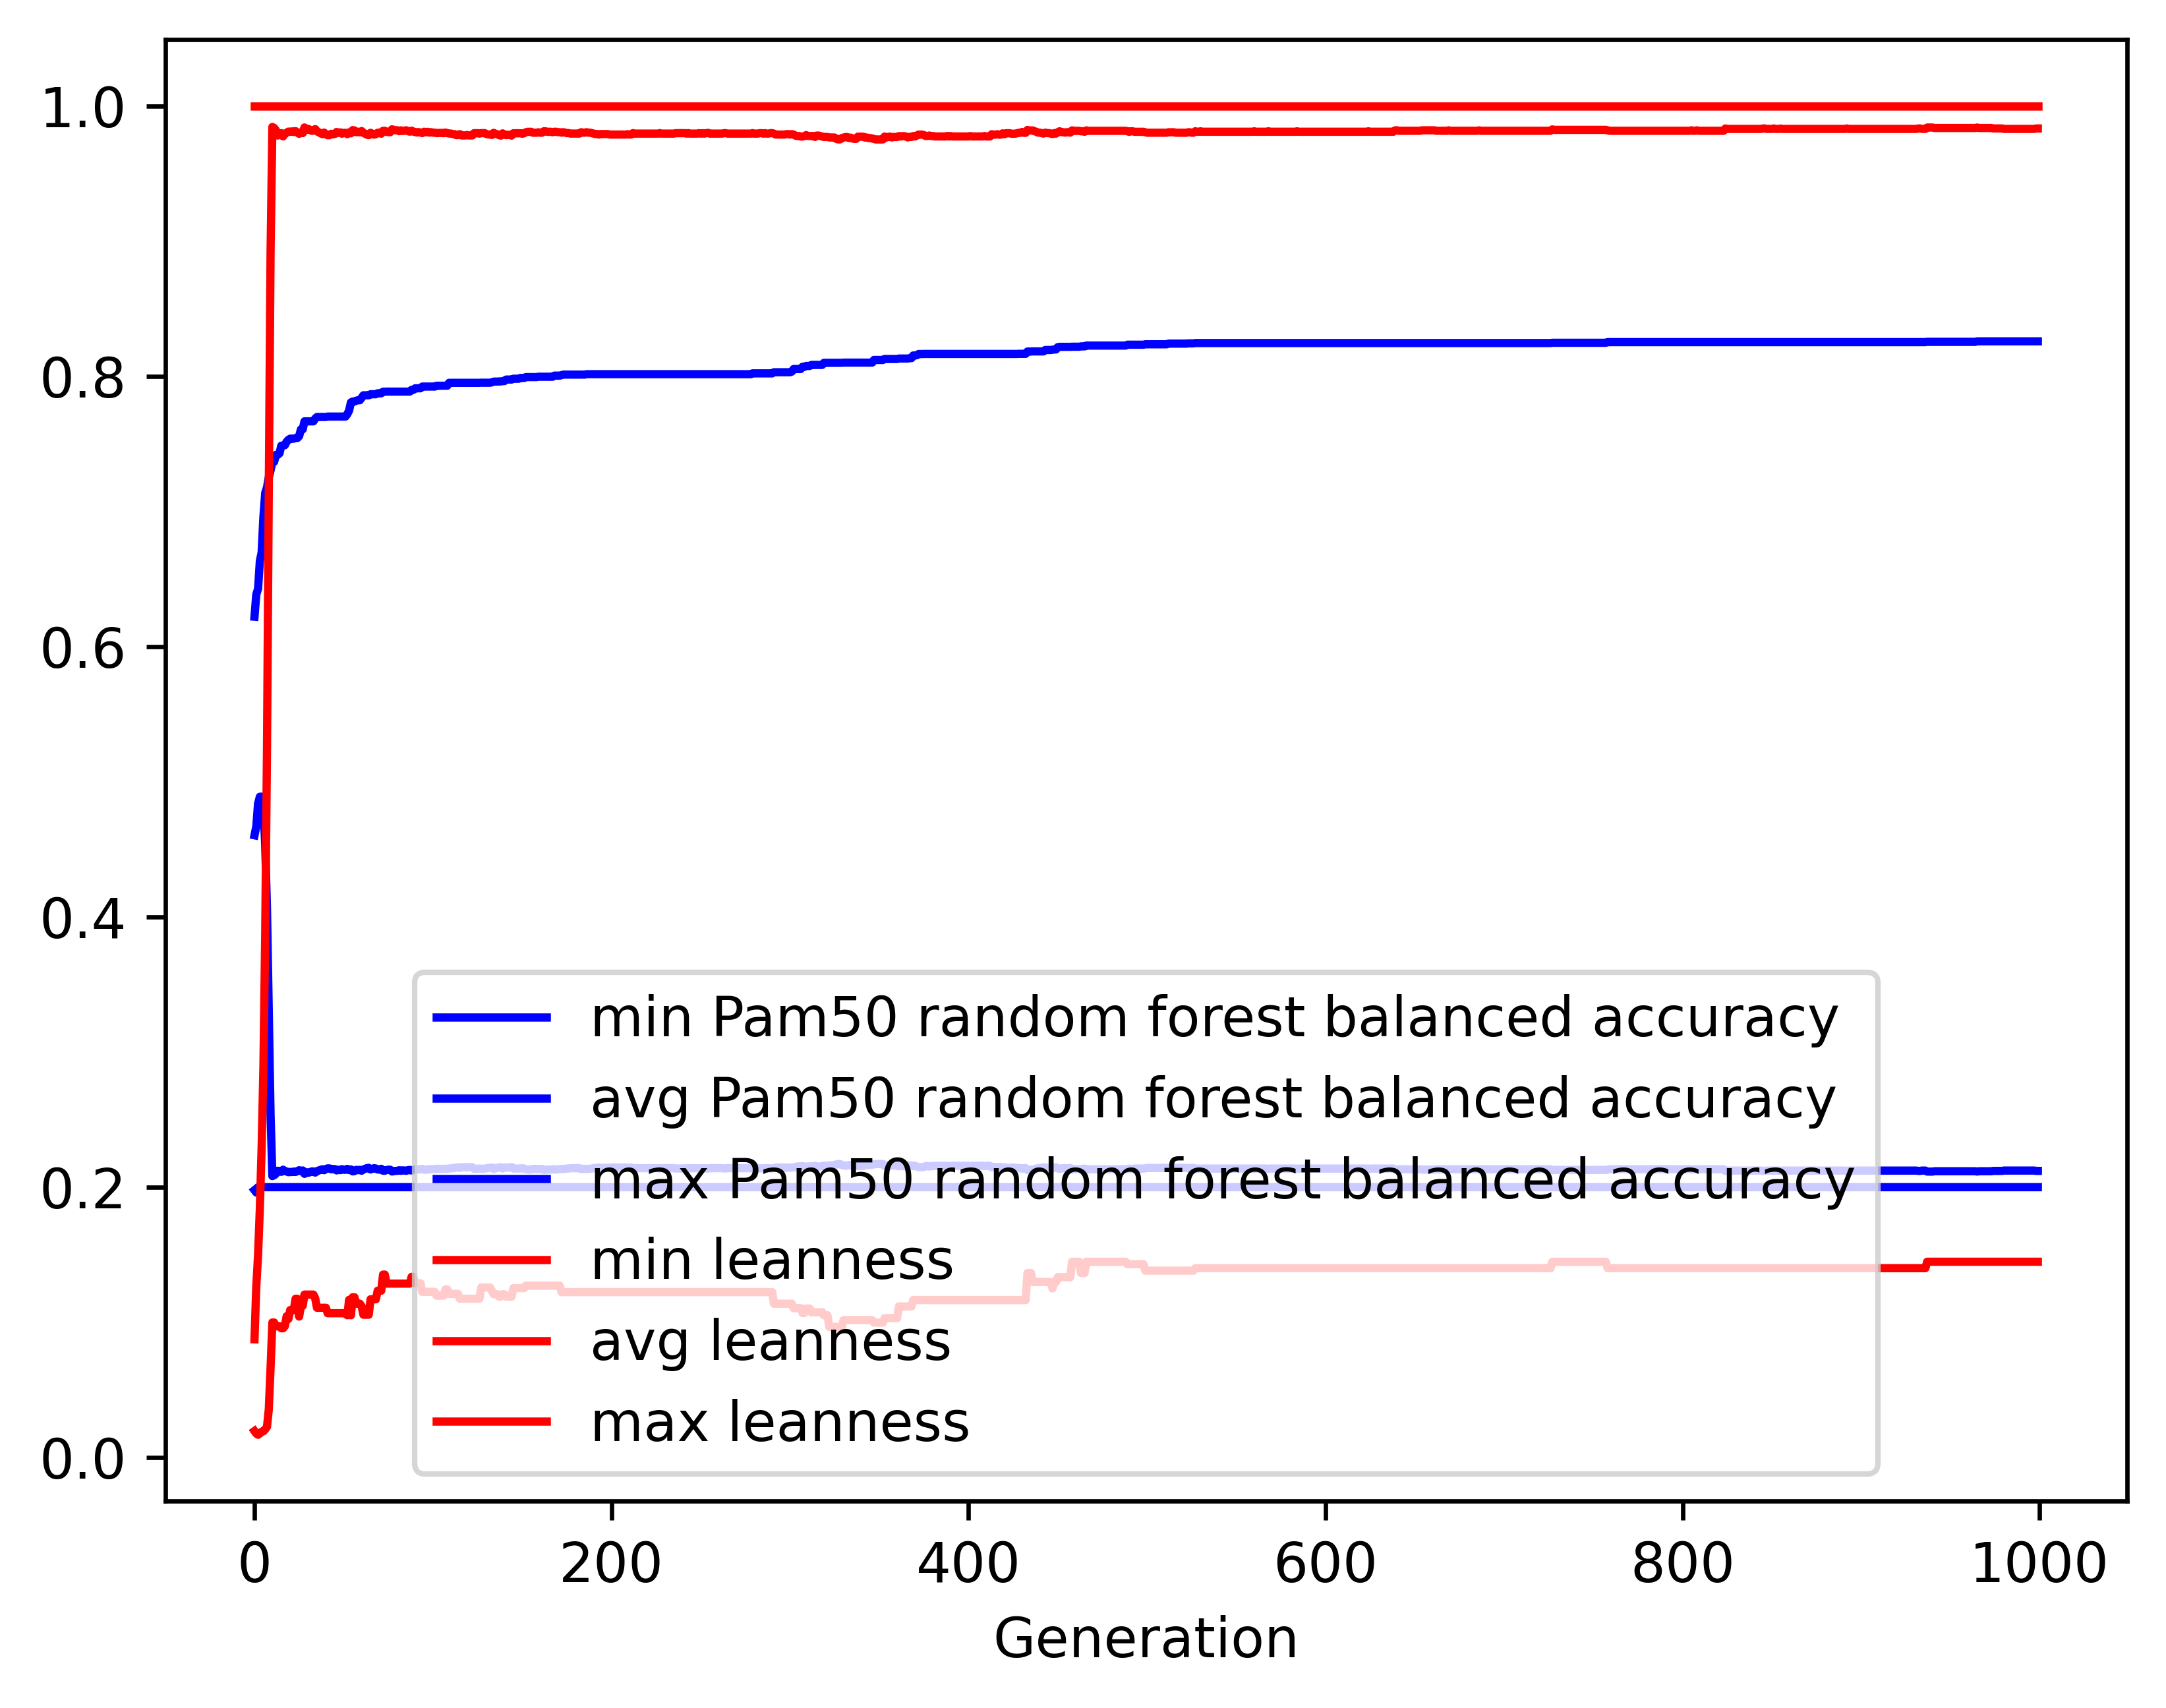 1.0
0.8
0.6
0.4
0.2
0.0
min Pam50 random forest balanced accuracy
avg Pam50 random forest balanced accuracy
max Pam50 random forest balanced accuracy
min leanness
avg leanness
max leanness
0 200 400 600 800 1000
Generation